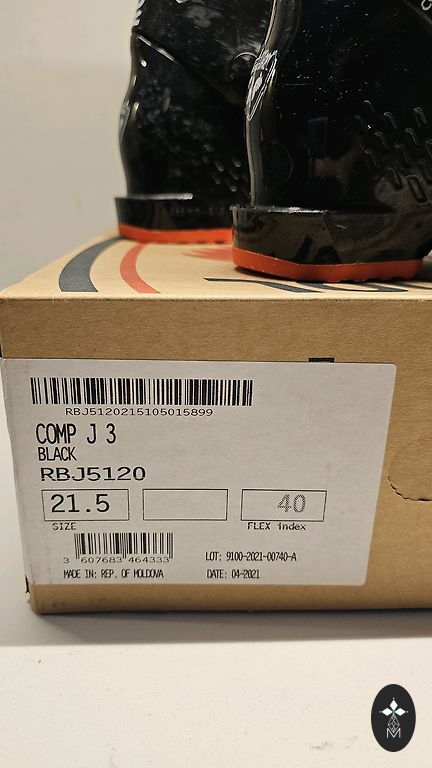 RBJ5120215105015899
COMP J 3
BLACK
RBJ5120
21.5
40
SIZE
FLEX index
3 607683 464333
LOT: 9100-2021-00740-A
MADE IN: REP. OF MOLDOVA
DATE: 04-2021
M